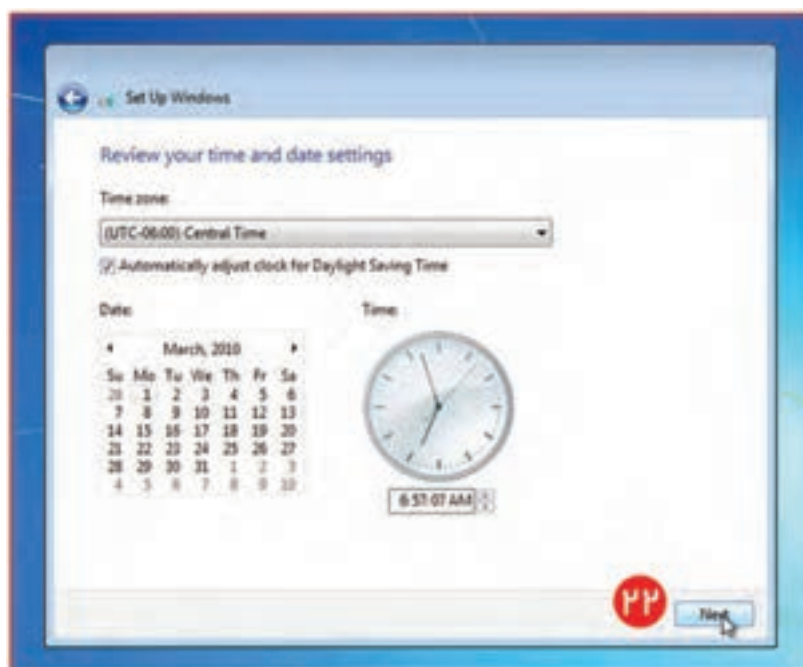 Set Up Windows
Review your time and date settings
Time zone:
(UTC-06:00) Central Time
Automatically adjust clock for Daylight Saving Time
Date:
Time:
March, 2010
Su Mo Tu We Th Fr Sa
28 1 2 3 4 5 6
7 8 9 10 11 12 13
14 15 16 17 18 19 20
21 22 23 24 25 26 27
28 29 30 31 1 2 3
4 5 6 7 8 9 10
6:57:07 AM
۲۲
Next